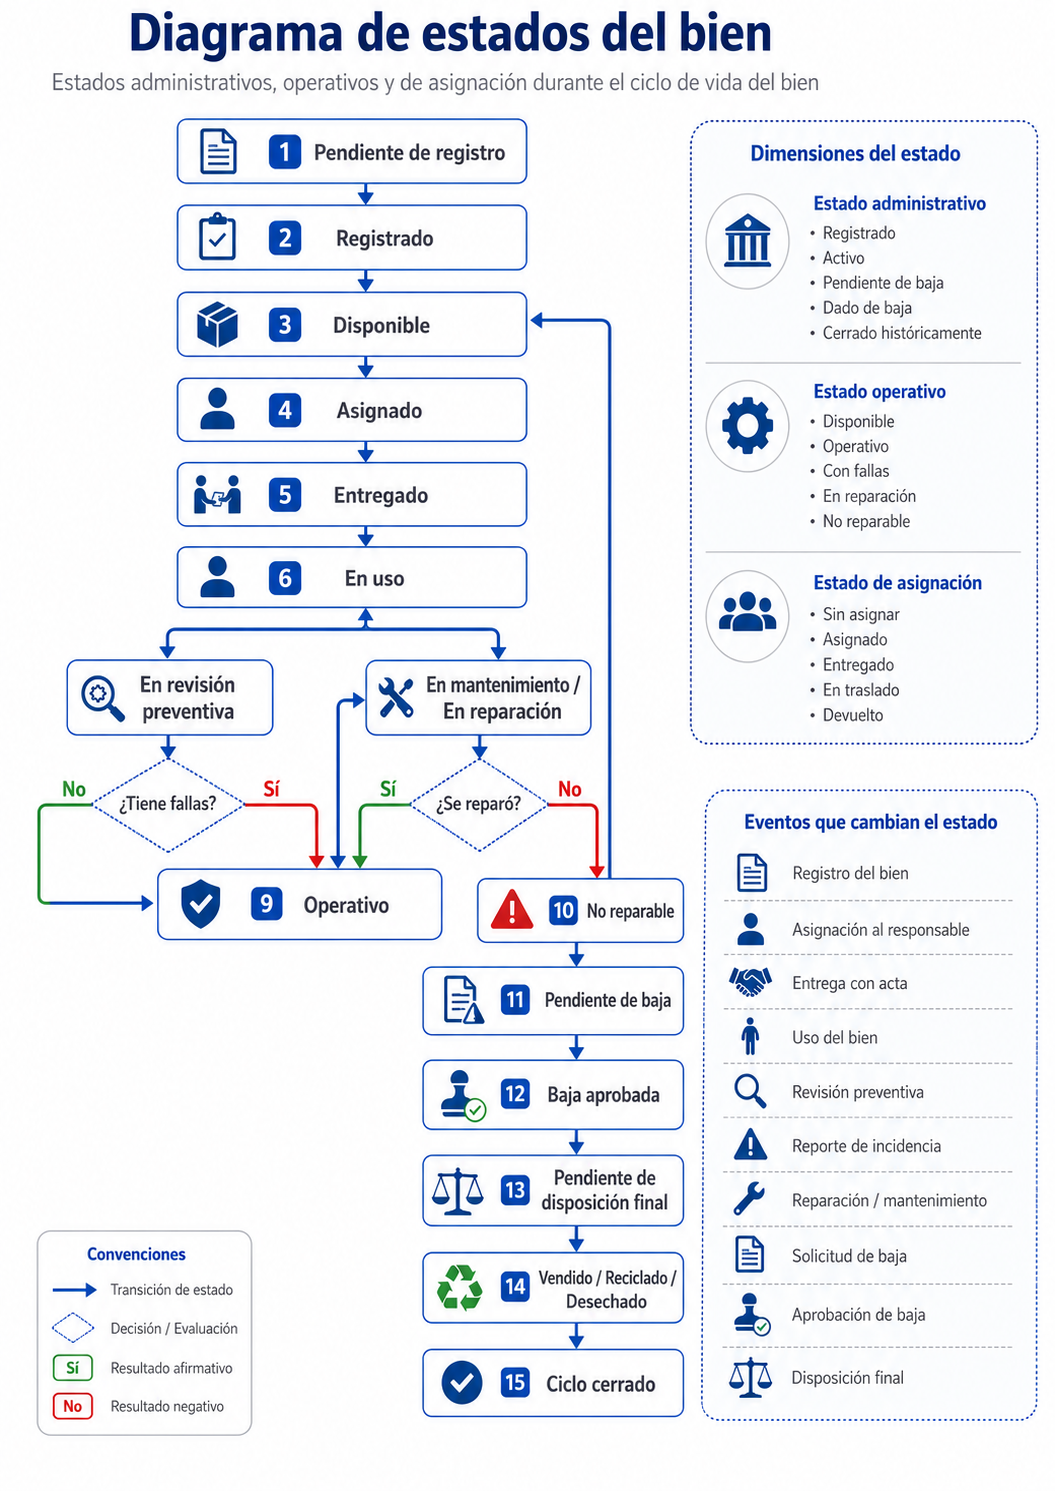 Diagrama de estados del bien
Estados administrativos, operativos y de asignación durante el ciclo de vida del bien
1 Pendiente de registro
2 Registrado
3 Disponible
4 Asignado
5 Entregado
6 En uso
En revisión
preventiva
En mantenimiento /
En reparación
No
¿Tiene fallas?
Sí
Sí
¿Se reparó?
No
9 Operativo
10 No reparable
11 Pendiente de baja
12 Baja aprobada
13 Pendiente de
disposición final
14 Vendido / Reciclado /
Desechado
15 Ciclo cerrado
Convenciones
Transición de estado
Decisión / Evaluación
Sí Resultado afirmativo
No Resultado negativo
Dimensiones del estado
Estado administrativo
• Registrado
• Activo
• Pendiente de baja
• Dado de baja
• Cerrado históricamente
Estado operativo
• Disponible
• Operativo
• Con fallas
• En reparación
• No reparable
Estado de asignación
• Sin asignar
• Asignado
• Entregado
• En traslado
• Devuelto
Eventos que cambian el estado
Registro del bien
Asignación al responsable
Entrega con acta
Uso del bien
Revisión preventiva
Reporte de incidencia
Reparación / mantenimiento
Solicitud de baja
Aprobación de baja
Disposición final